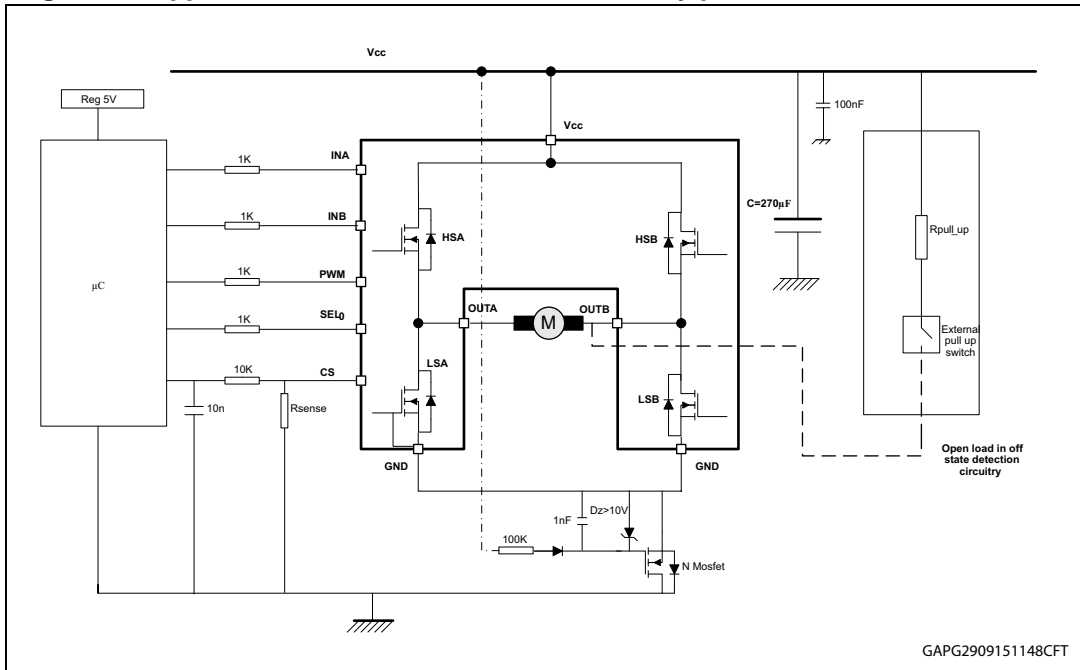 Vcc
Reg 5V
100nF
Vcc
1K
INA
C=270µF
1K
INB
HSA
HSB
Rpull_up
µC
1K
PWM
1K
SEL0
OUTA
M
OUTB
External
pull up
switch
10K
CS
LSA
LSB
10n
Rsense
GND
GND
Open load in off
state detection
circuitry
1nF
Dz>10V
100K
N Mosfet
GAPG2909151148CFT